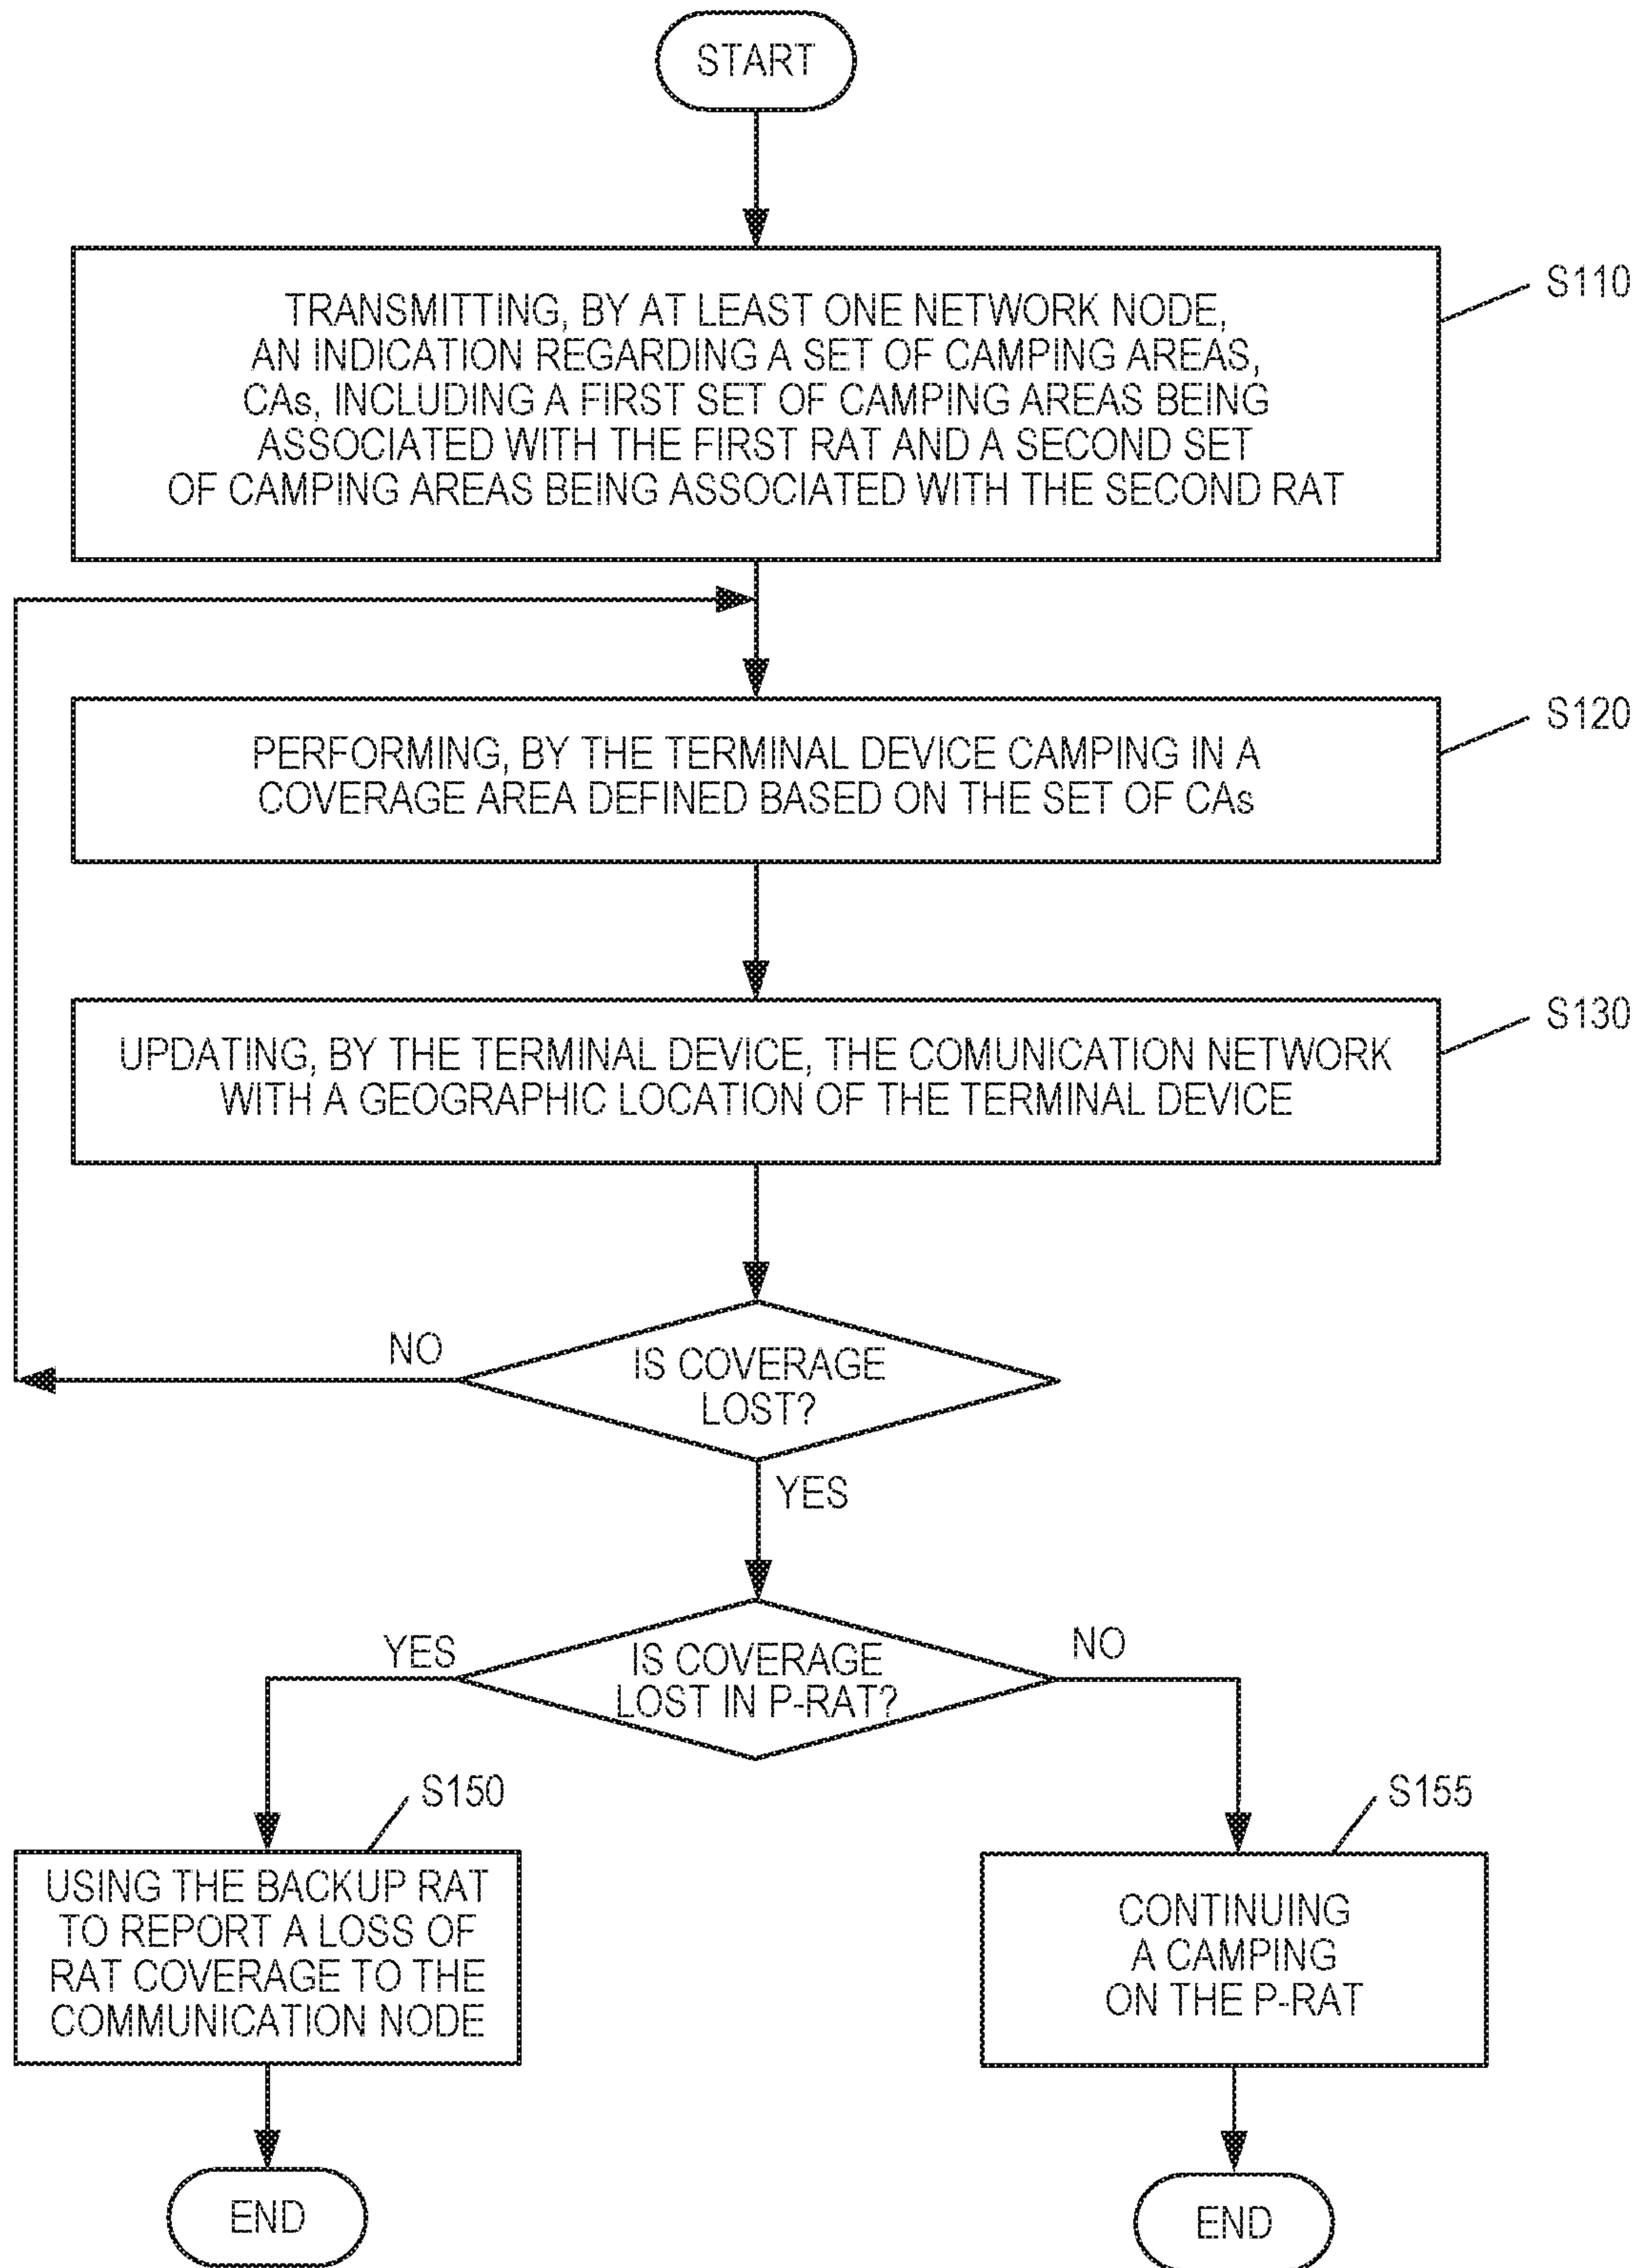 START
TRANSMITTING, BY AT LEAST ONE NETWORK NODE,
AN INDICATION REGARDING A SET OF CAMPING AREAS,
CAs, INCLUDING A FIRST SET OF CAMPING AREAS BEING
ASSOCIATED WITH THE FIRST RAT AND A SECOND SET
OF CAMPING AREAS BEING ASSOCIATED WITH THE SECOND RAT
S110
PERFORMING, BY THE TERMINAL DEVICE CAMPING IN A
COVERAGE AREA DEFINED BASED ON THE SET OF CAs
S120
UPDATING, BY THE TERMINAL DEVICE, THE COMUNICATION NETWORK
WITH A GEOGRAPHIC LOCATION OF THE TERMINAL DEVICE
S130
NO
IS COVERAGE
LOST?
YES
YES
IS COVERAGE
LOST IN P-RAT?
NO
S150
USING THE BACKUP RAT
TO REPORT A LOSS OF
RAT COVERAGE TO THE
COMMUNICATION NODE
S155
CONTINUING
A CAMPING
ON THE P-RAT
END
END